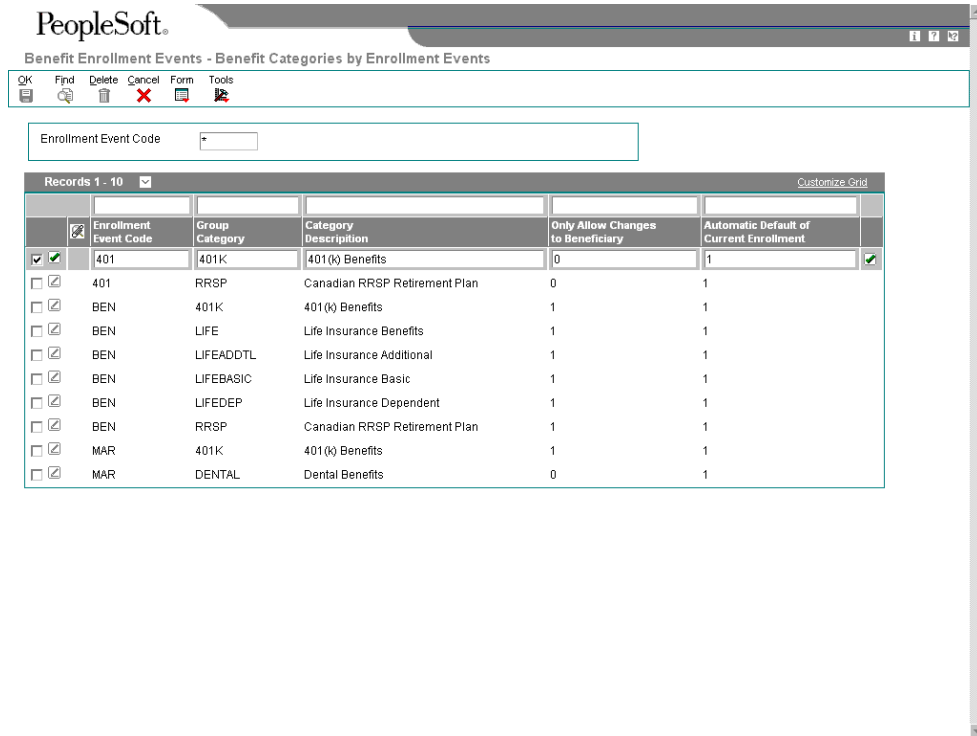 PeopleSoft®
Benefit Enrollment Events - Benefit Categories by Enrollment Events
OK Find Delete Cancel Form Tools
Enrollment Event Code *
Records 1 - 10 Customize Grid
Enrollment Event Code Group Category Category Descripition Only Allow Changes to Beneficiary Automatic Default of Current Enrollment
401 401K 401(k) Benefits 0 1
401 RRSP Canadian RRSP Retirement Plan 0 1
BEN 401K 401(k) Benefits 1 1
BEN LIFE Life Insurance Benefits 1 1
BEN LIFEADDTL Life Insurance Additional 1 1
BEN LIFEBASIC Life Insurance Basic 1 1
BEN LIFEDEP Life Insurance Dependent 1 1
BEN RRSP Canadian RRSP Retirement Plan 1 1
MAR 401K 401(k) Benefits 1 1
MAR DENTAL Dental Benefits 0 1